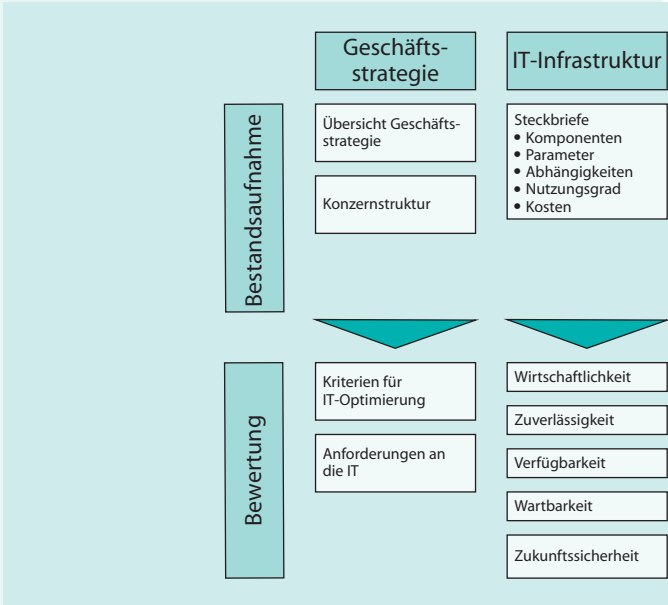 Geschäfts-
strategie
IT-Infrastruktur
Bestandsaufnahme
Übersicht Geschäfts-
strategie
Konzernstruktur
Steckbriefe
• Komponenten
• Parameter
• Abhängigkeiten
• Nutzungsgrad
• Kosten
Bewertung
Kriterien für
IT-Optimierung
Anforderungen an
die IT
Wirtschaftlichkeit
Zuverlässigkeit
Verfügbarkeit
Wartbarkeit
Zukunftssicherheit